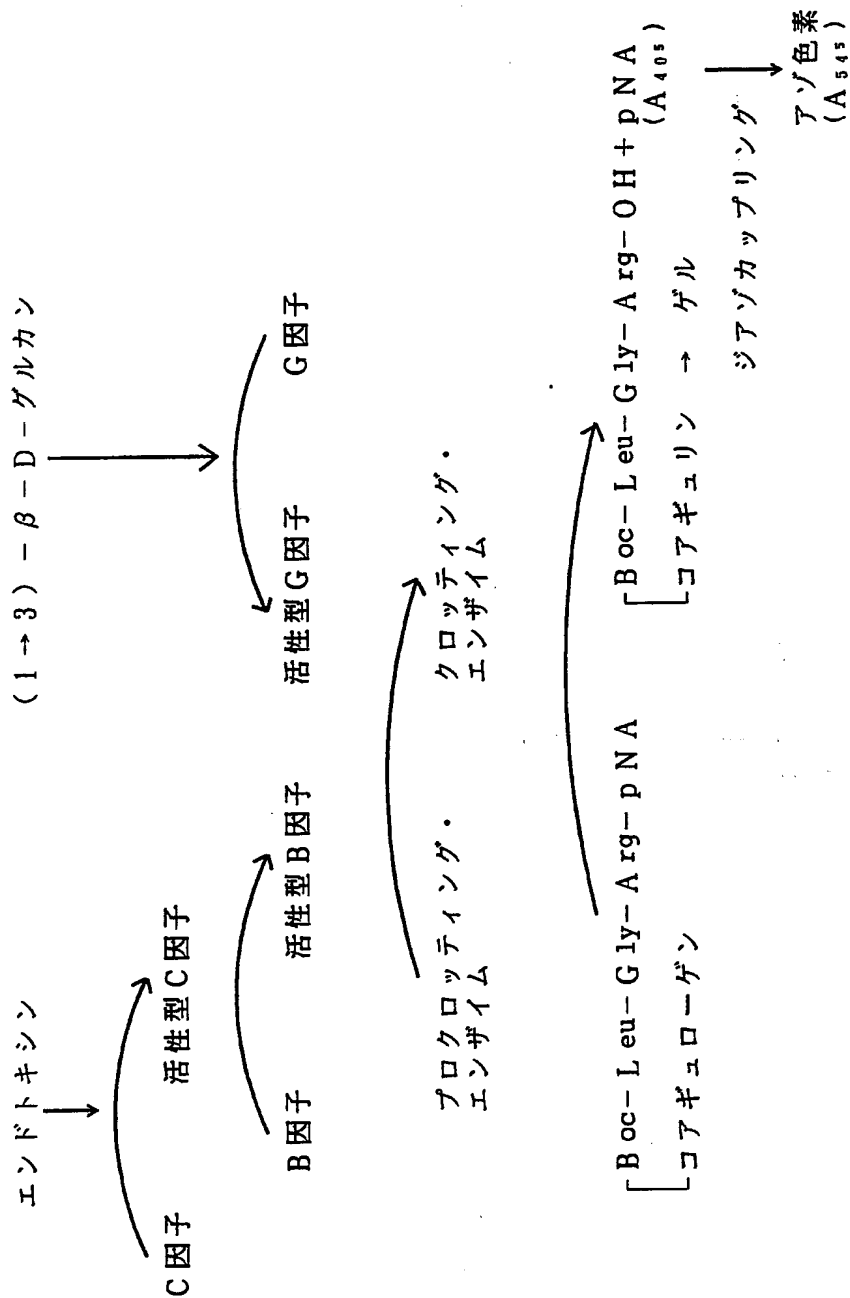 エンドトキシン
(1→3)−β−D−グルカン
C因子
活性型C因子
B因子
活性型B因子
活性型G因子
G因子
プロクロッティング・
エンザイム
クロッティング・
エンザイム
Boc−Leu−Gly−Arg−pNA
コアギュローゲン
Boc−Leu−Gly−Arg−OH+pNA
(A₄₀₅)
コアギュリン → ゲル
ジアゾカップリング
アゾ色素
(A₅₄₅)